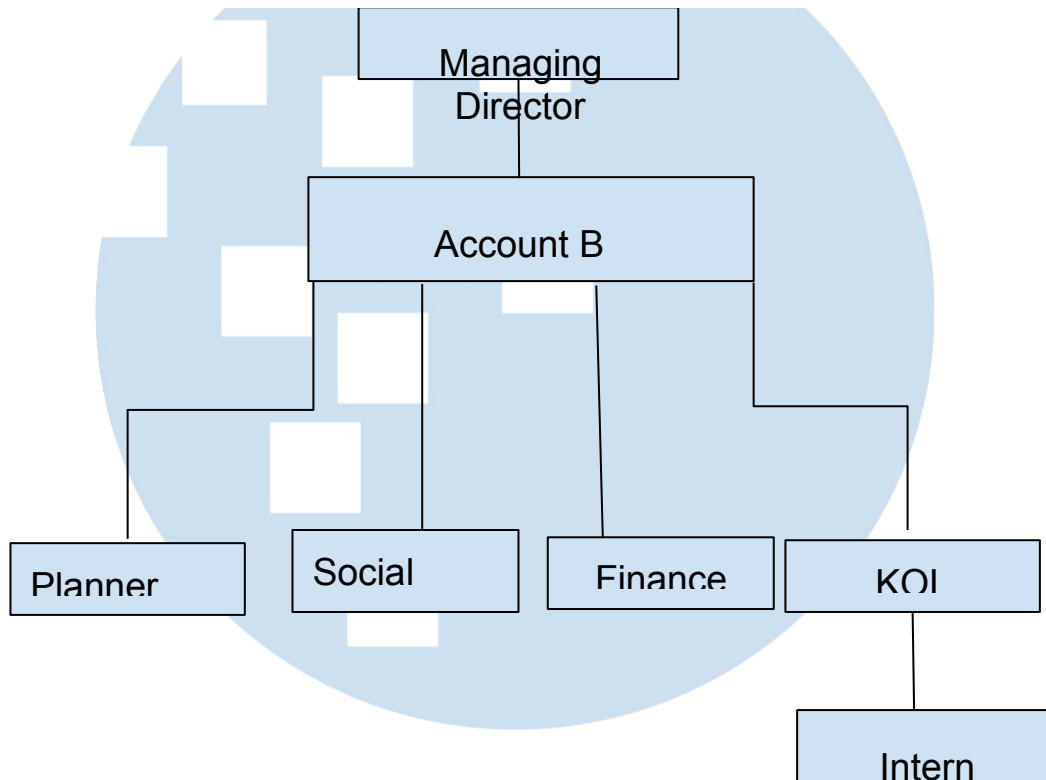 Managing
Director
Account B
Planner
Social
Finance
KOL
Intern